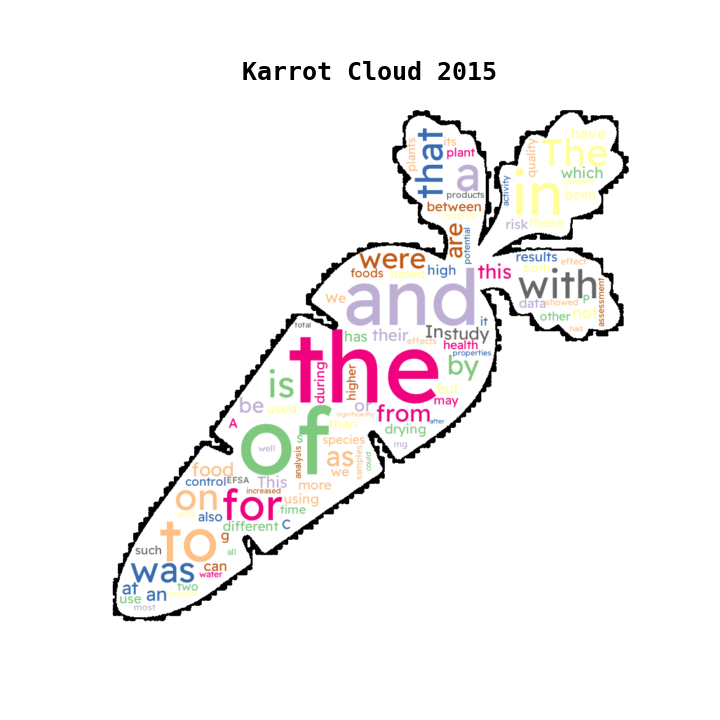 Karrot Cloud 2015
that
its
plant
plants
a
products
between
are
potential
have
The
quality
which
in
activity
been
risk
these
were
foods
based
high
this
results
effect
both
with
assessment
data
showed
p
other
not
had
We
and
it
total
has
their
In
study
effects
health
properties
the
during
higher
is
by
but
may
be
used
or
from
significantly
after
A
than
drying
of
s
species
mg
well
analysis
as
we
samples
could
food
control
EFSA
This
more
increased
on
for
using
time
also
different
C
g
to
such
all
was
can
water
at
an
two
use
most